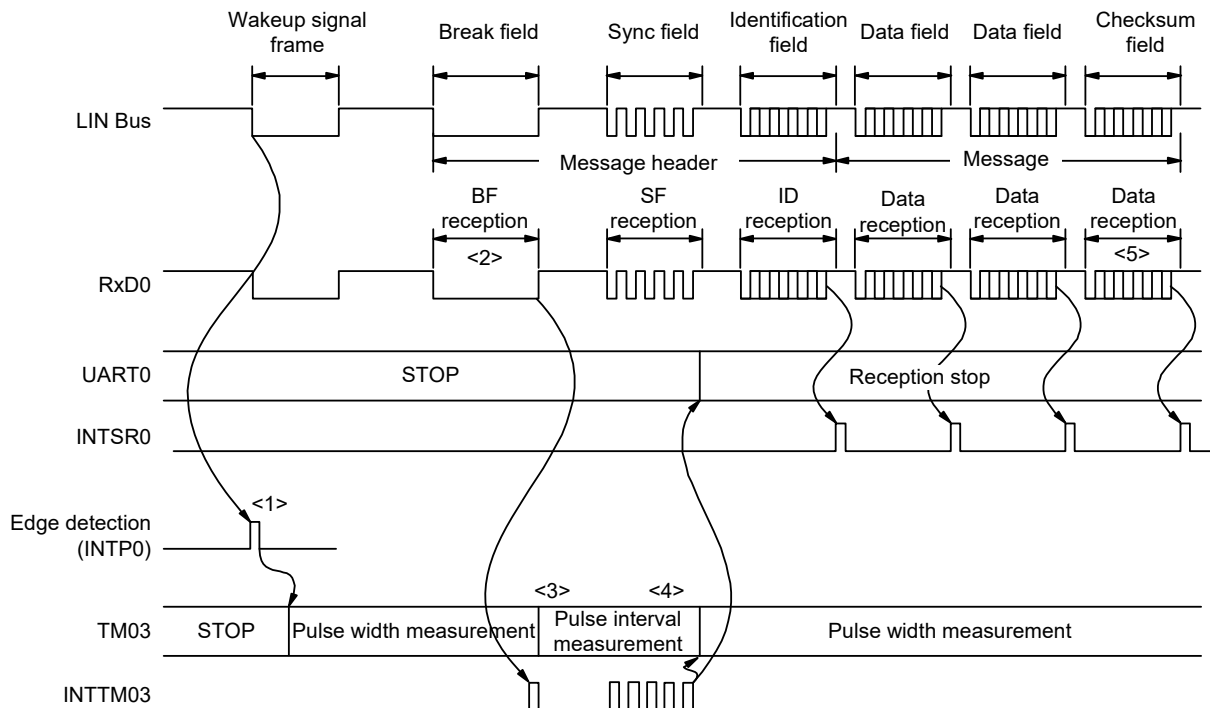 Wakeup signal
frame
Break field
Sync field
Identification
field
Data field
Data field
Checksum
field
LIN Bus
Message header
Message
BF
reception
SF
reception
ID
reception
Data
reception
Data
reception
Data
reception
<2>
<5>
RxD0
UART0
STOP
Reception stop
INTSR0
<1>
Edge detection
(INTP0)
<3>
<4>
TM03
STOP
Pulse width measurement
Pulse interval
measurement
Pulse width measurement
INTTM03